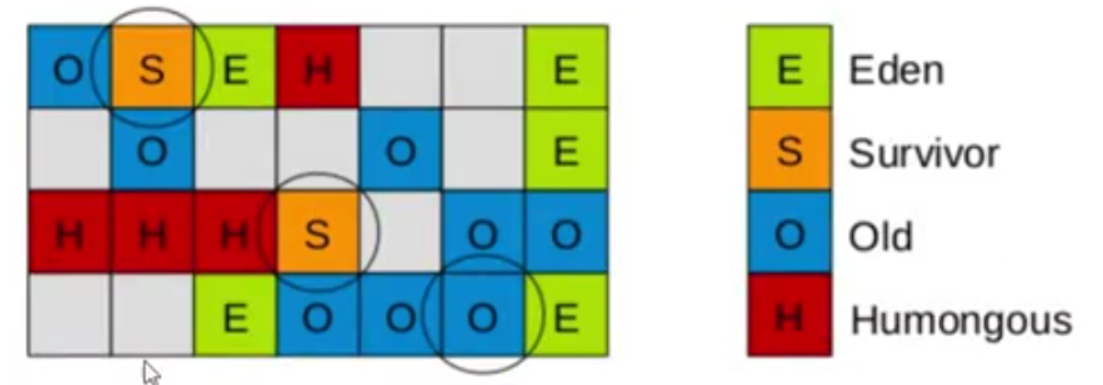 O S E H E
O O E
H H H S O O
E O O O E
E Eden
S Survivor
O Old
H Humongous